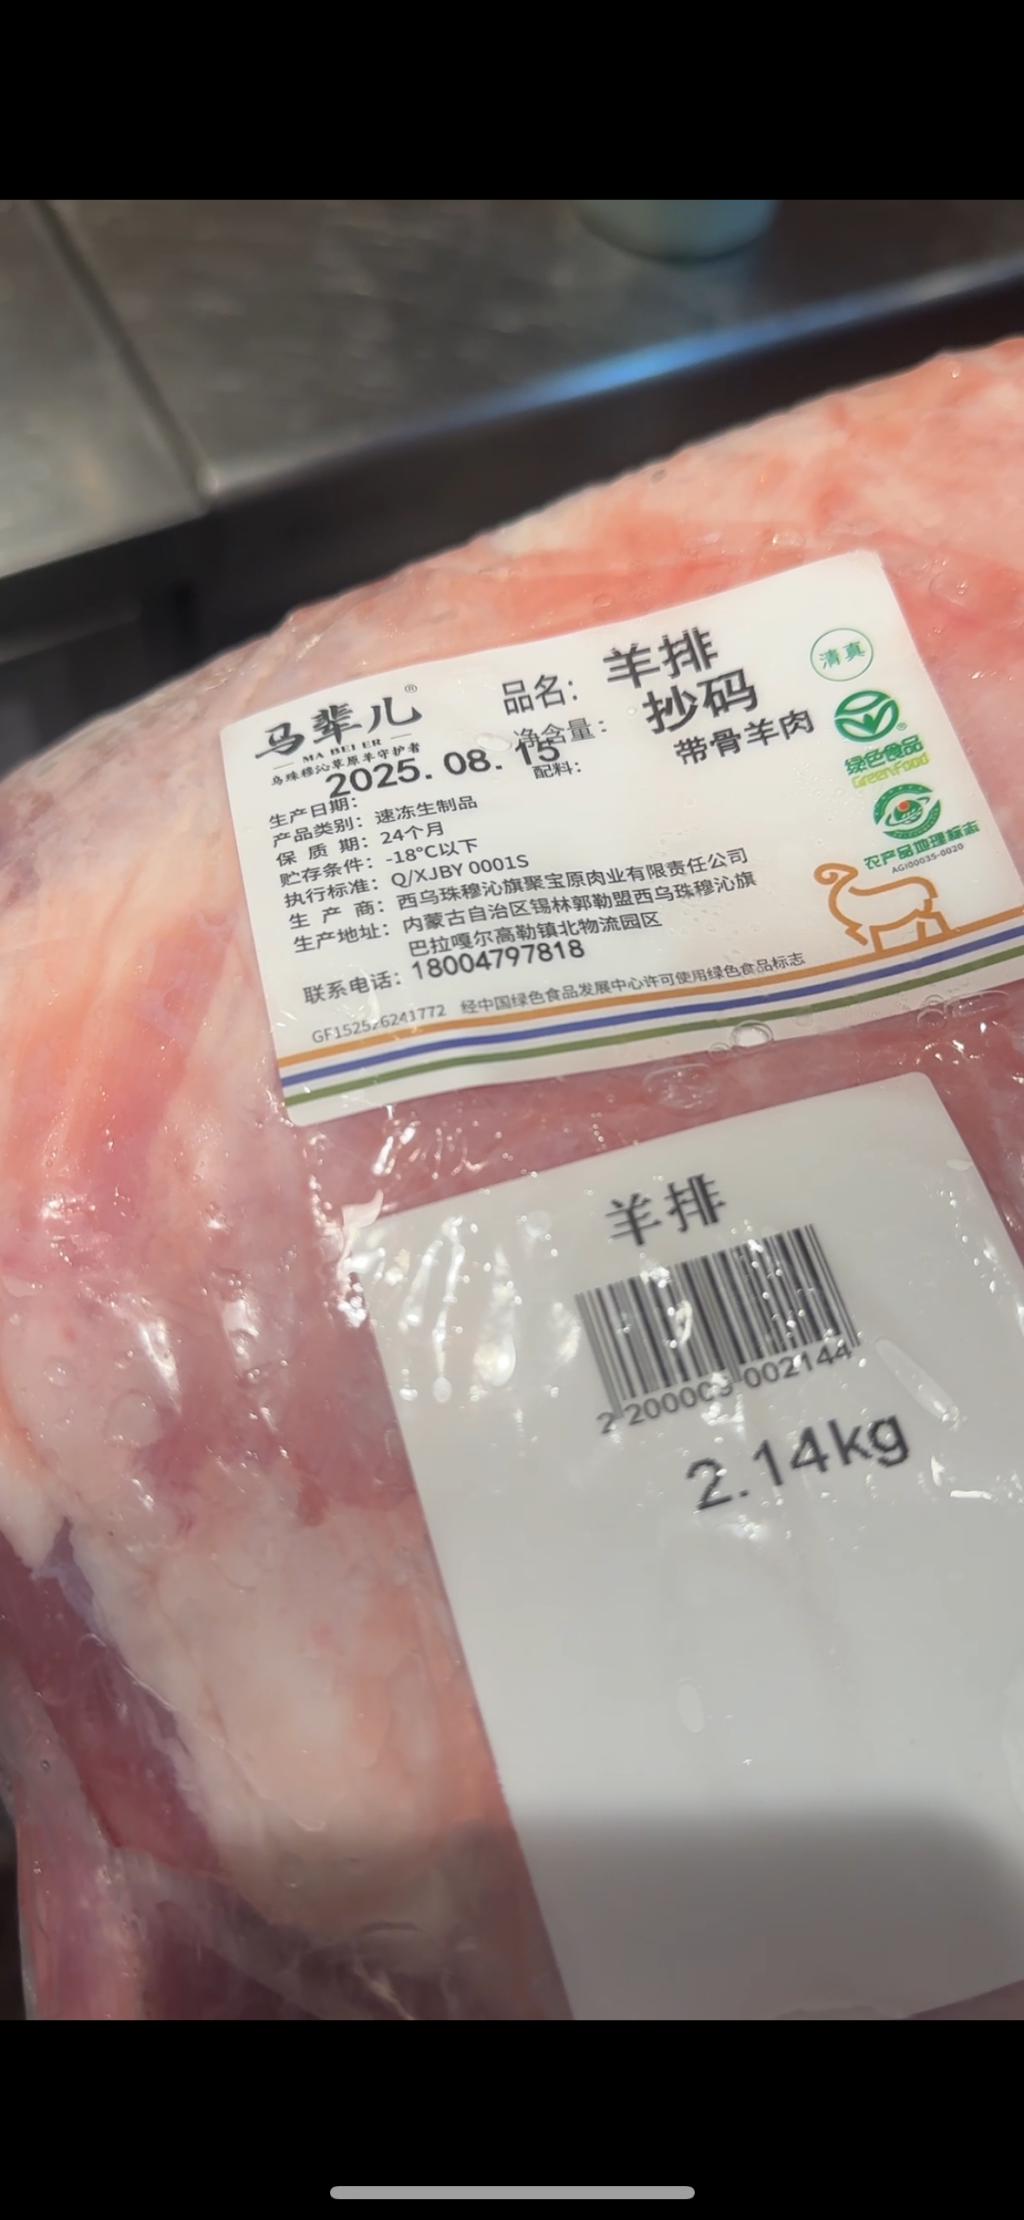 马辈儿®
MA BEI ER
乌珠穆沁草原羊守护者
品名：羊排
净含量：抄码
配料：带骨羊肉
清真
绿色食品
GreenFood
农产品地理标志
AGI00035-0020
生产日期：2025.08.15
产品类别：速冻生制品
保质期：24个月
贮存条件：-18°C以下
执行标准：Q/XJBY 0001S
生产商：西乌珠穆沁旗聚宝原肉业有限责任公司
生产地址：内蒙古自治区锡林郭勒盟西乌珠穆沁旗
巴拉嘎尔高勒镇北物流园区
联系电话：18004797818
经中国绿色食品发展中心许可使用绿色食品标志
羊排
002144
2.14kg